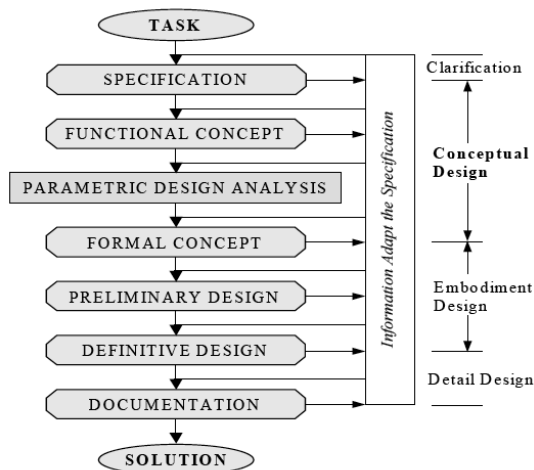 TASK
SPECIFICATION
FUNCTIONAL CONCEPT
PARAMETRIC DESIGN ANALYSIS
FORMAL CONCEPT
PRELIMINARY DESIGN
DEFINITIVE DESIGN
DOCUMENTATION
SOLUTION
Information Adapt the Specification
Clarification
Conceptual
Design
Embodiment
Design
Detail Design